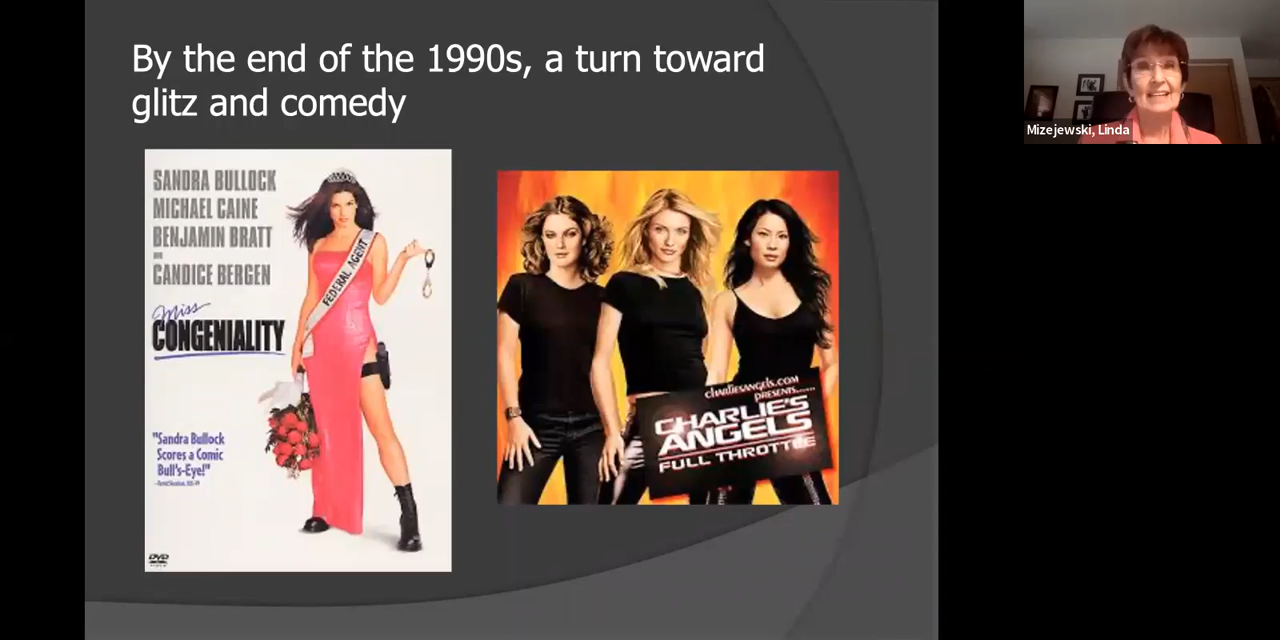 By the end of the 1990s, a turn toward
glitz and comedy
SANDRA BULLOCK
MICHAEL CAINE
BENJAMIN BRATT
AND
CANDICE BERGEN
FEDERAL AGENT
Miss
CONGENIALITY
"Sandra Bullock
Scores a Comic
Bull's-Eye!"
DVD
CHARLIESANGELS.COM
PRESENTS......
CHARLIE'S
ANGELS
FULL THROTTLE
Mizejewski, Linda